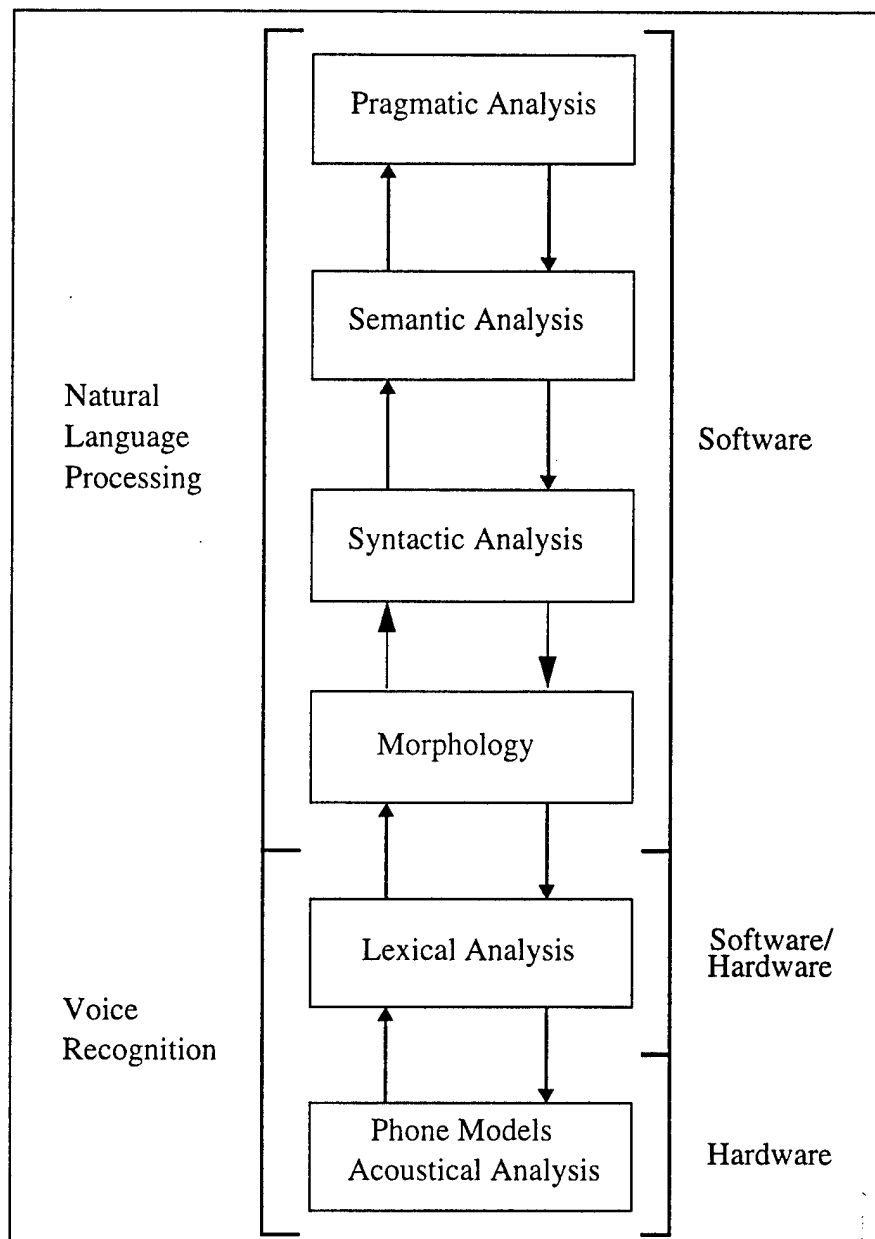 Pragmatic Analysis
Semantic Analysis
Natural
Language
Processing
Software
Syntactic Analysis
Morphology
Lexical Analysis
Software/
Hardware
Voice
Recognition
Phone Models
Acoustical Analysis
Hardware